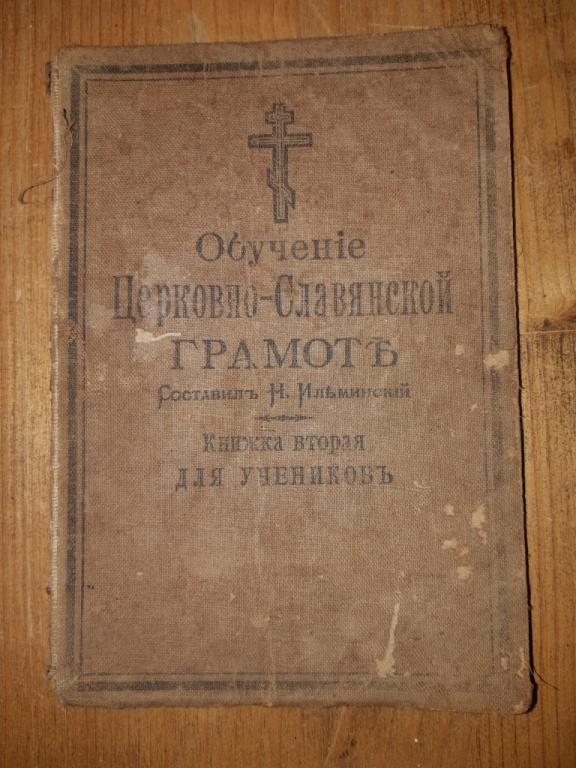 Обученіе
Церковно-Славянской
ГРАМОТѢ
Составилъ Н. Ильминскій
Книжка вторая
ДЛЯ УЧЕНИКОВЪ